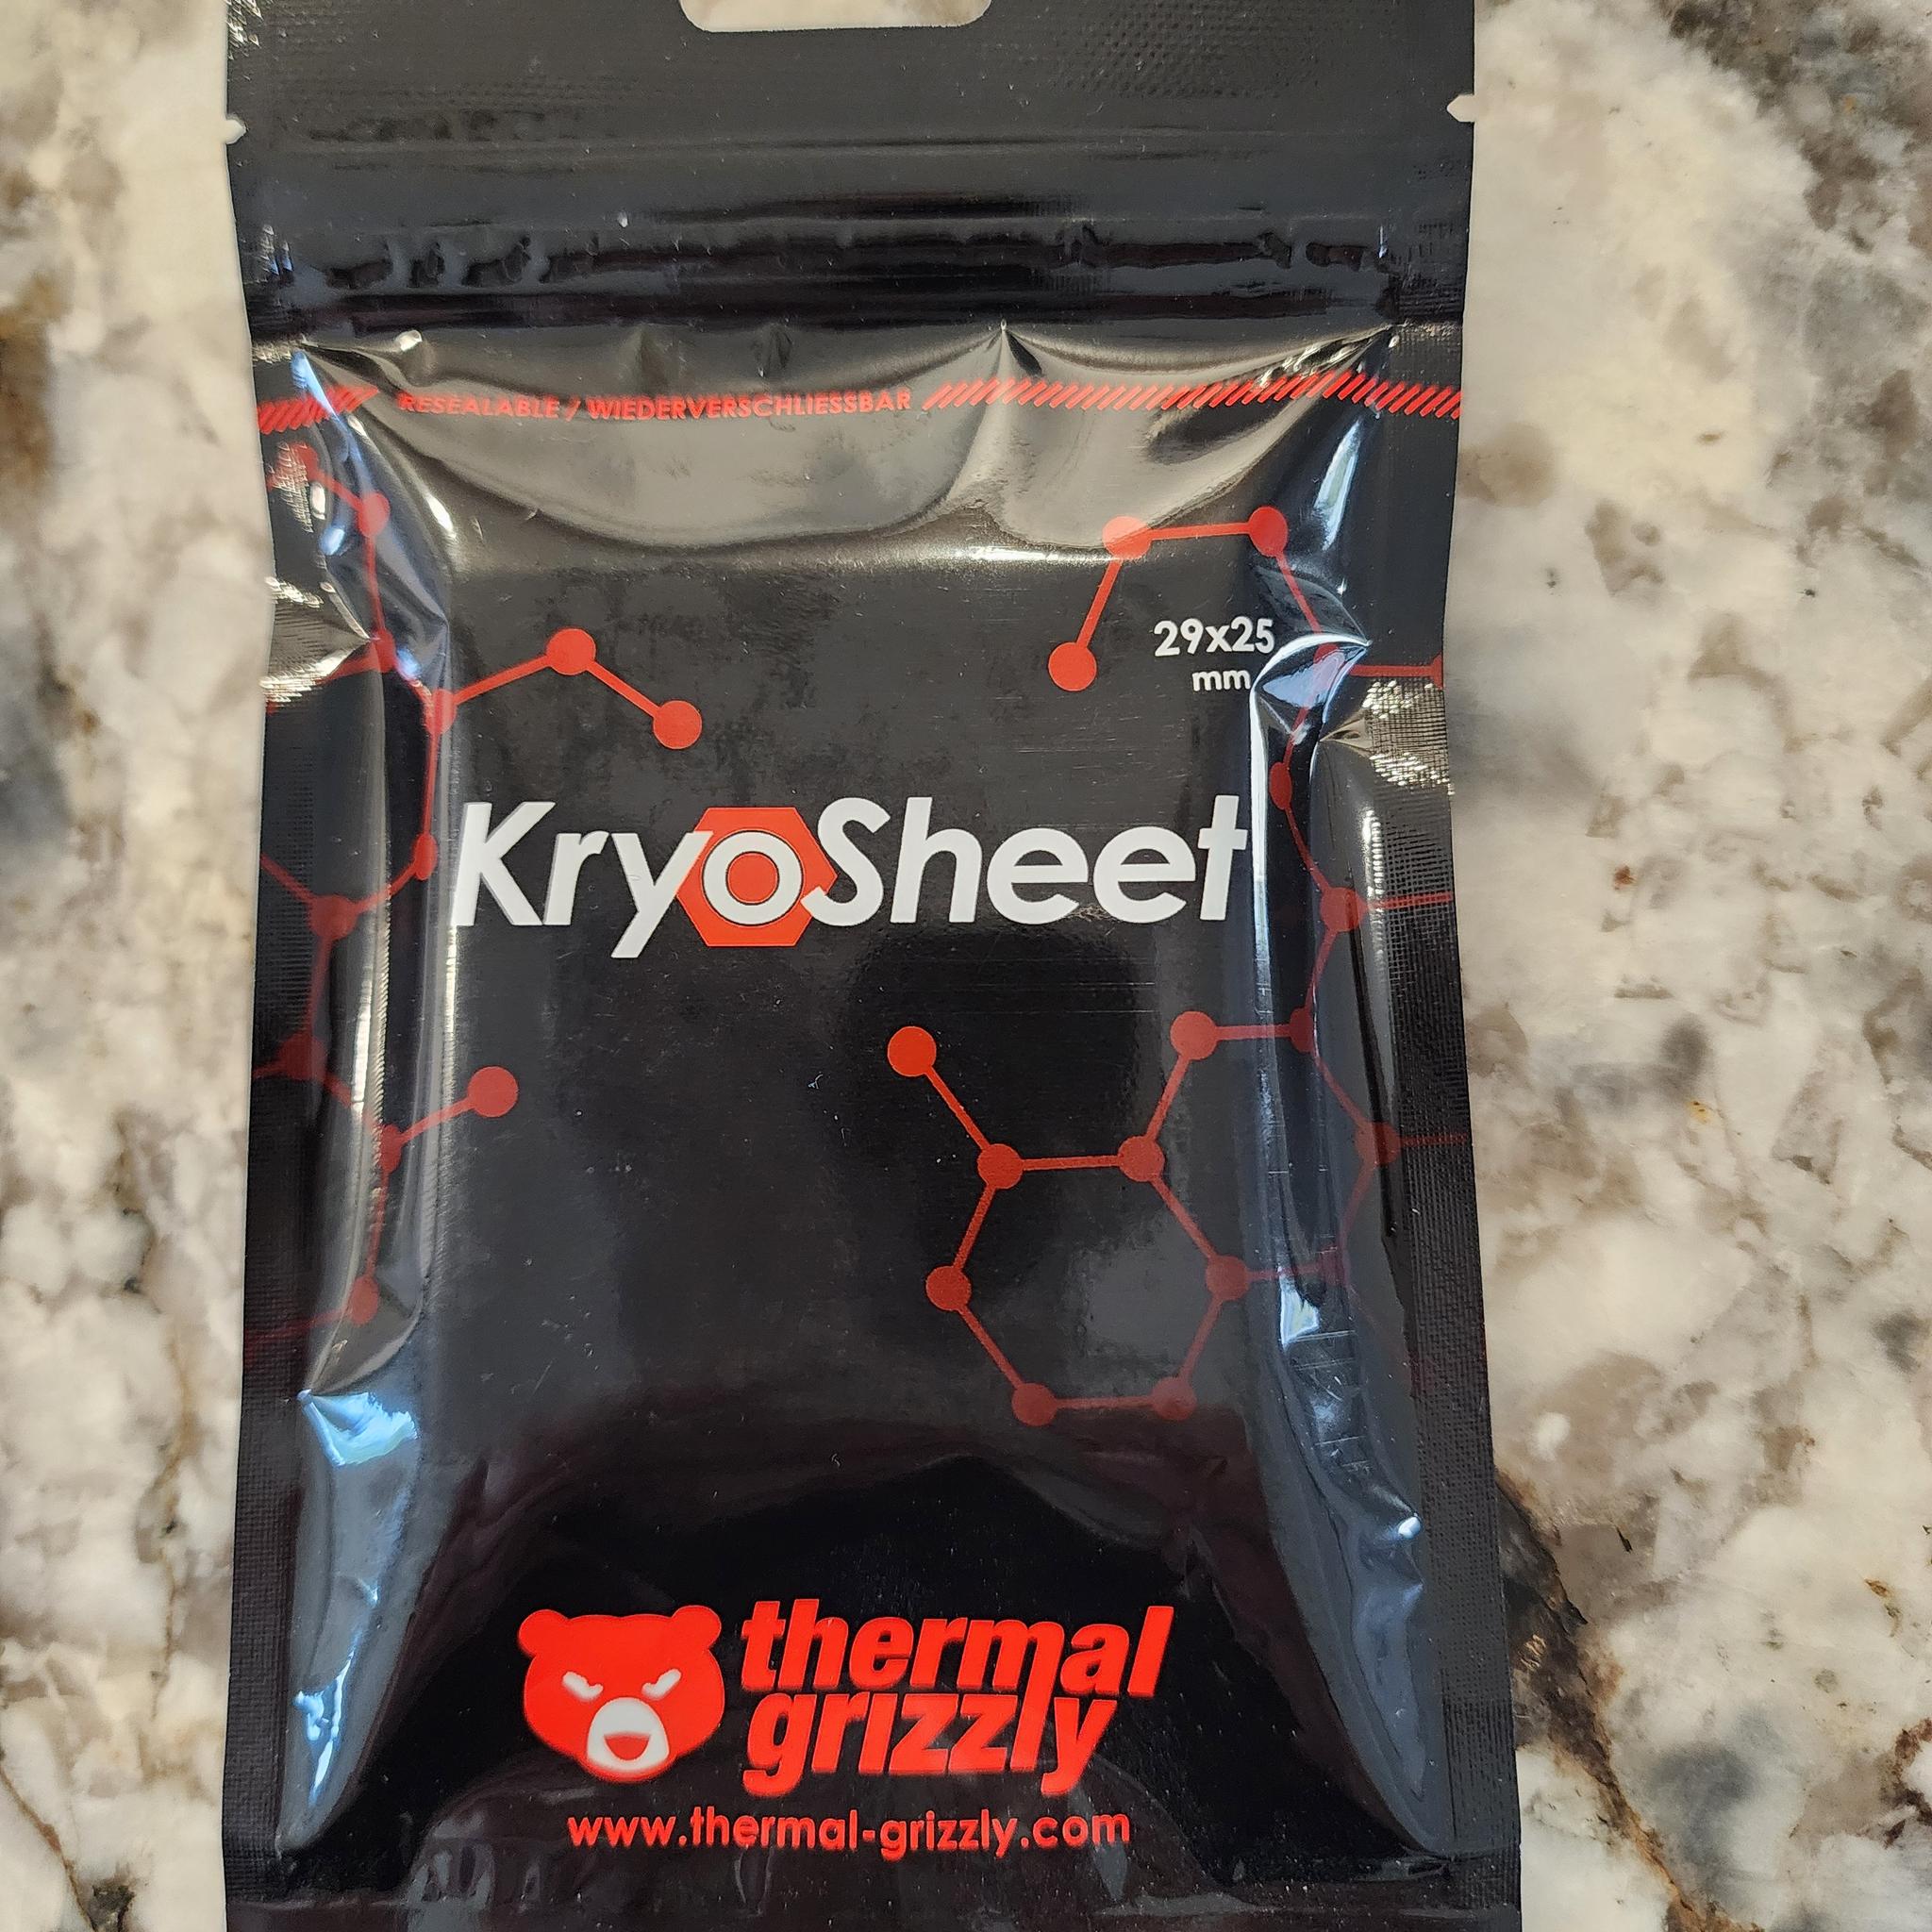 RESEALABLE / WIEDERVERSCHLIESSBAR
29x25
mm
KryoSheet
thermal
grizzly
www.thermal-grizzly.com